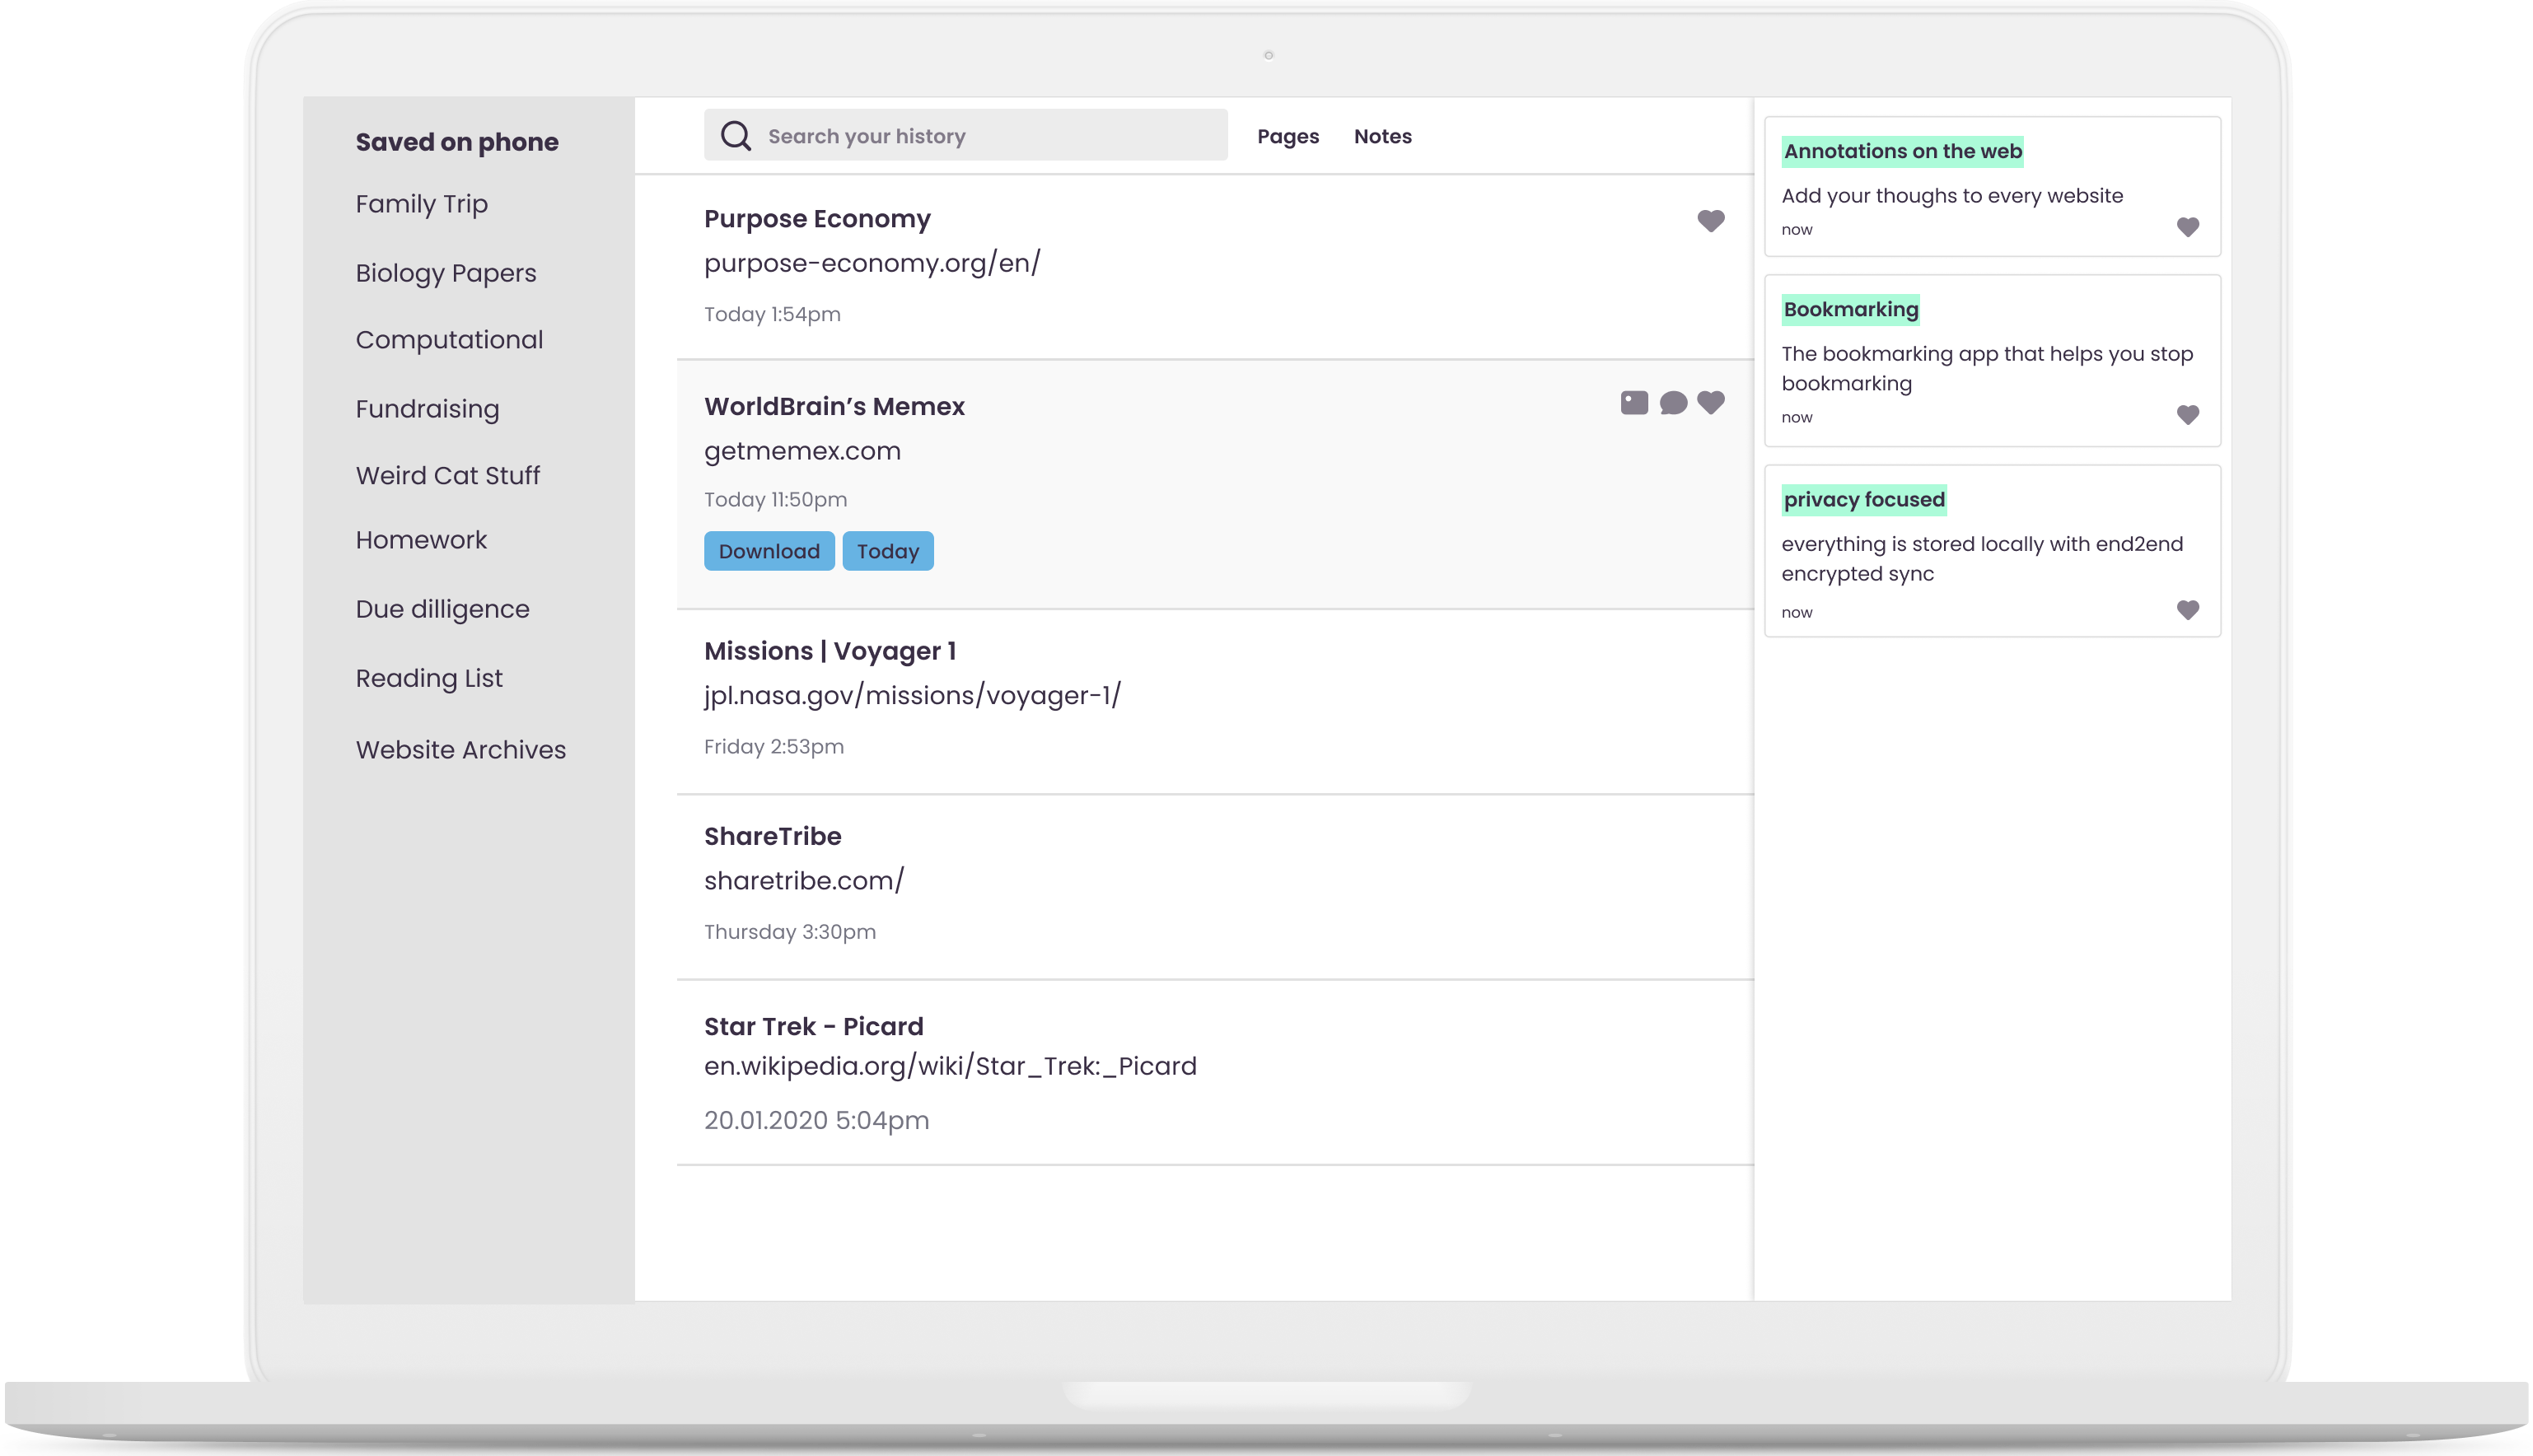 Saved on phone
Family Trip
Biology Papers
Computational
Fundraising
Weird Cat Stuff
Homework
Due dilligence
Reading List
Website Archives
Search your history
Pages
Notes
Purpose Economy
purpose-economy.org/en/
Today 1:54pm
WorldBrain’s Memex
getmemex.com
Today 11:50pm
Download
Today
Missions | Voyager 1
jpl.nasa.gov/missions/voyager-1/
Friday 2:53pm
ShareTribe
sharetribe.com/
Thursday 3:30pm
Star Trek - Picard
en.wikipedia.org/wiki/Star_Trek:_Picard
20.01.2020 5:04pm
Annotations on the web
Add your thoughs to every website
now
Bookmarking
The bookmarking app that helps you stop
bookmarking
now
privacy focused
everything is stored locally with end2end
encrypted sync
now